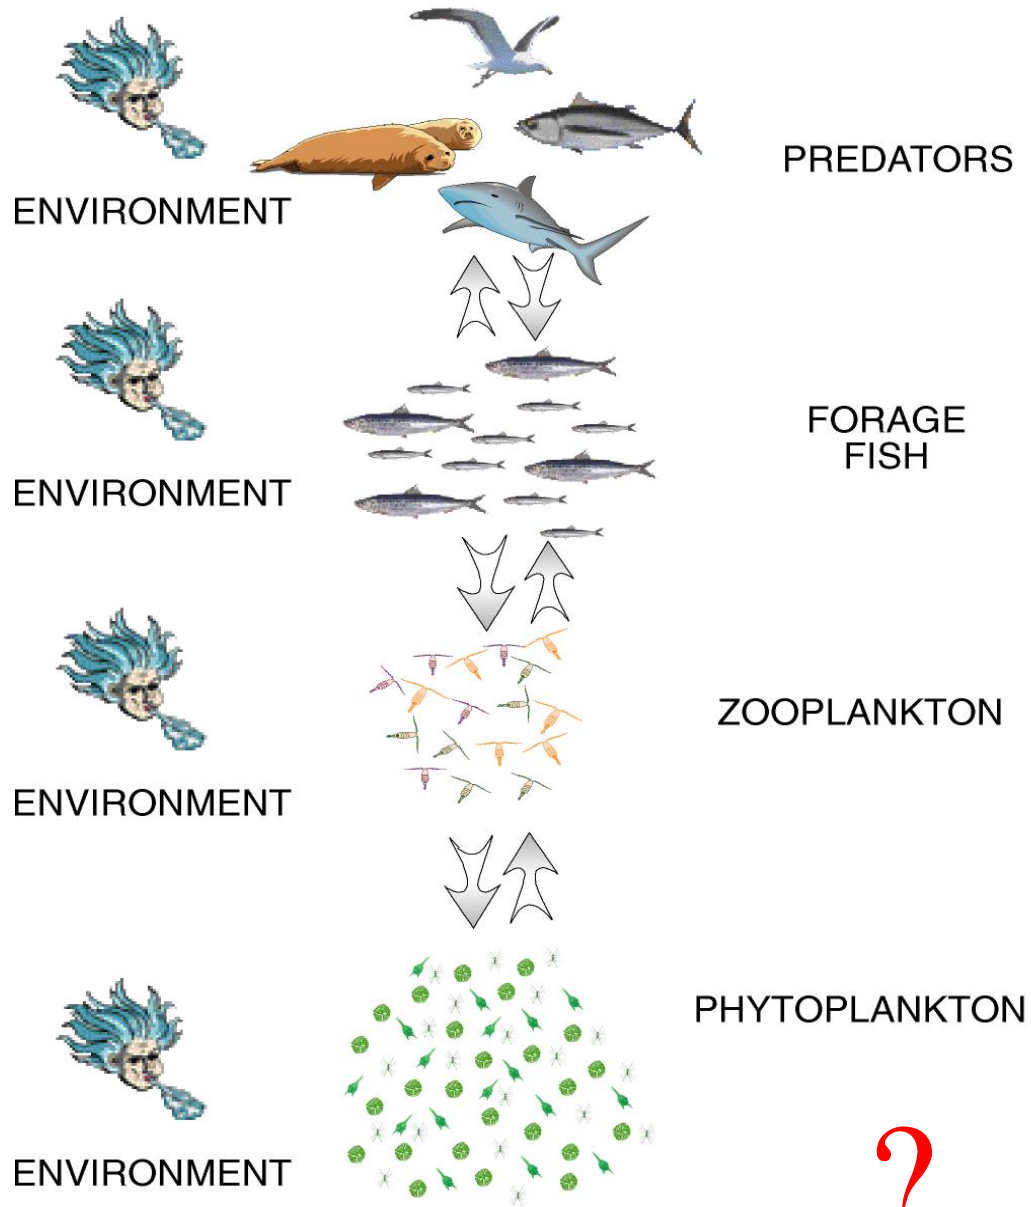 PREDATORS
ENVIRONMENT
FORAGE
FISH
ENVIRONMENT
ZOOPLANKTON
ENVIRONMENT
PHYTOPLANKTON
?
ENVIRONMENT